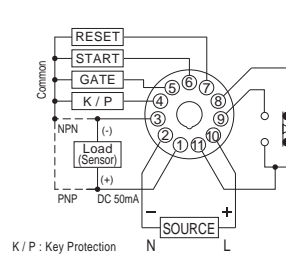 RESET
START
GATE
K / P
Common
6
5
7
4
8
3
9
2
10
1
11
NPN
(-)
Load
(Sensor)
(+)
PNP
DC 50mA
−
+
SOURCE
K / P : Key Protection
N
L